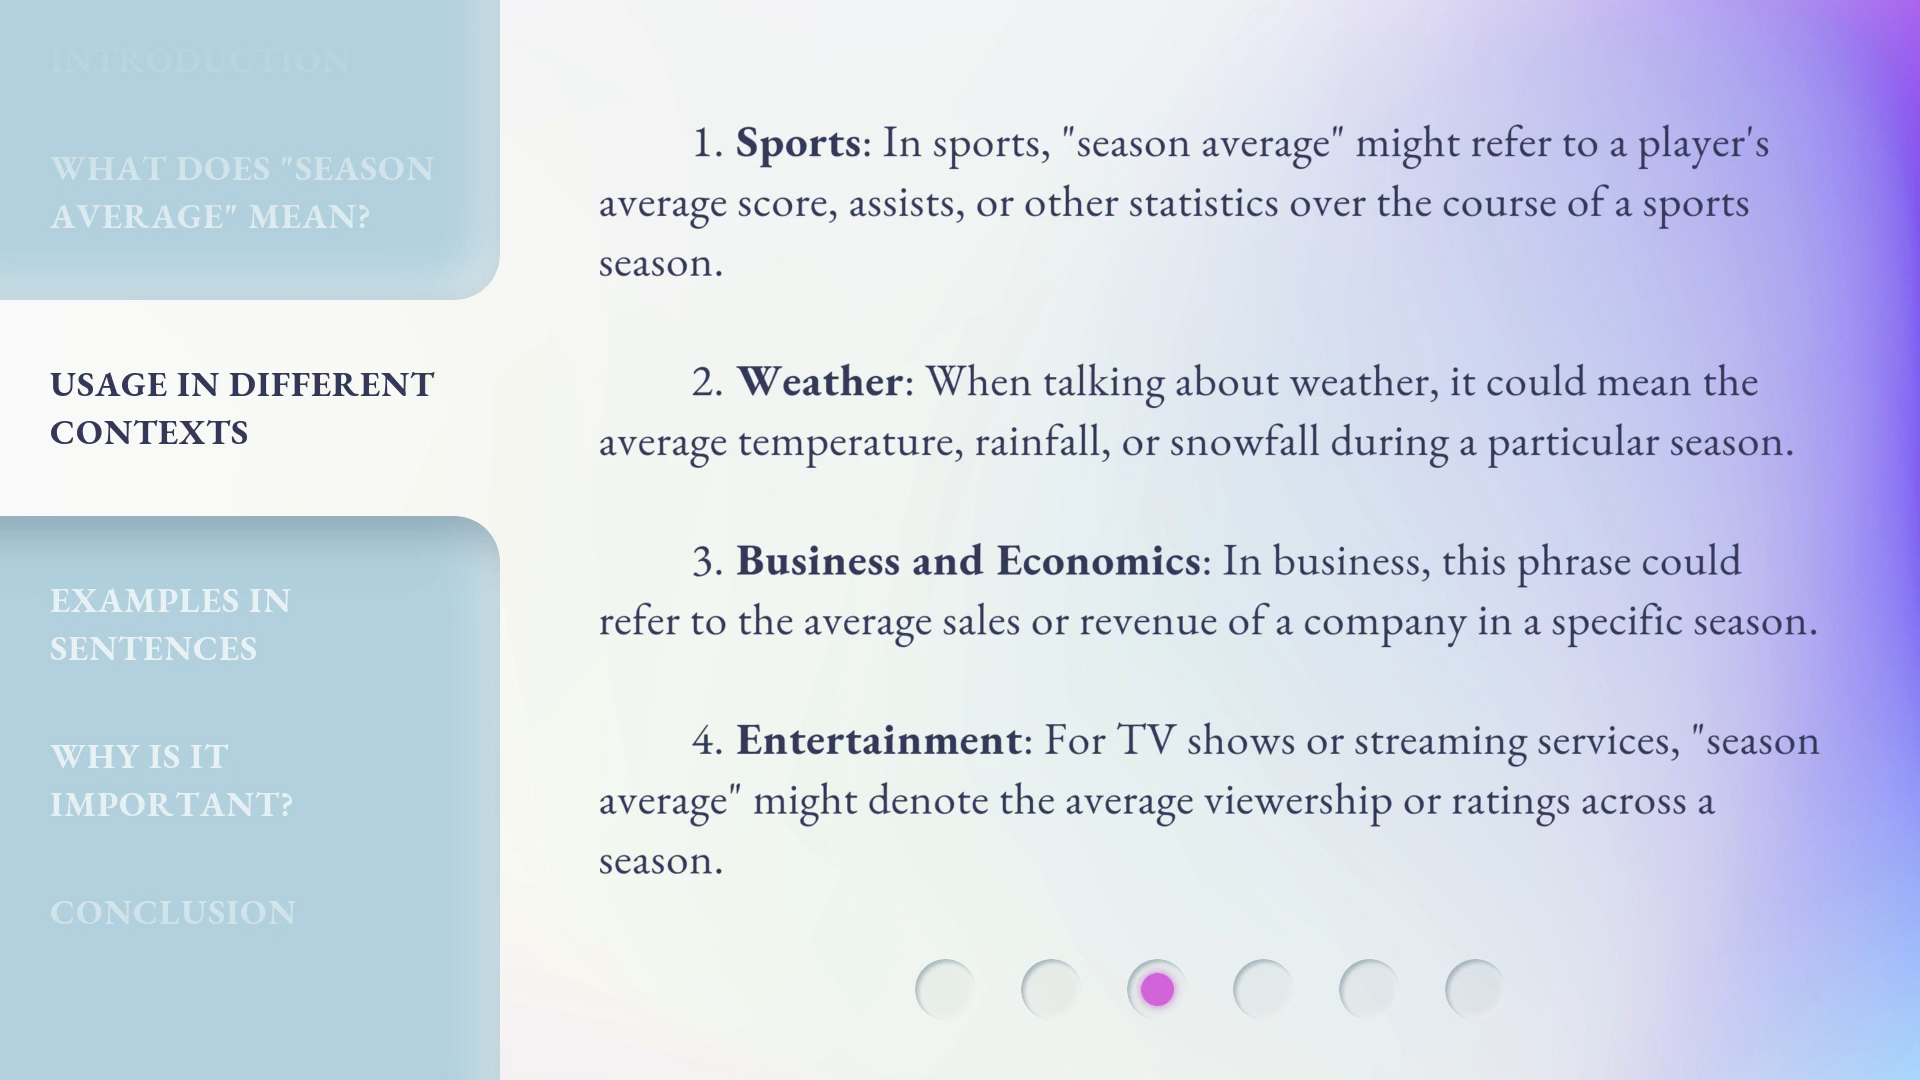 INTRODUCTION
WHAT DOES "SEASON
AVERAGE" MEAN?
USAGE IN DIFFERENT
CONTEXTS
EXAMPLES IN
SENTENCES
WHY IS IT
IMPORTANT?
CONCLUSION
1. Sports: In sports, "season average" might refer to a player's
average score, assists, or other statistics over the course of a sports
season.
2. Weather: When talking about weather, it could mean the
average temperature, rainfall, or snowfall during a particular season.
3. Business and Economics: In business, this phrase could
refer to the average sales or revenue of a company in a specific season.
4. Entertainment: For TV shows or streaming services, "season
average" might denote the average viewership or ratings across a
season.